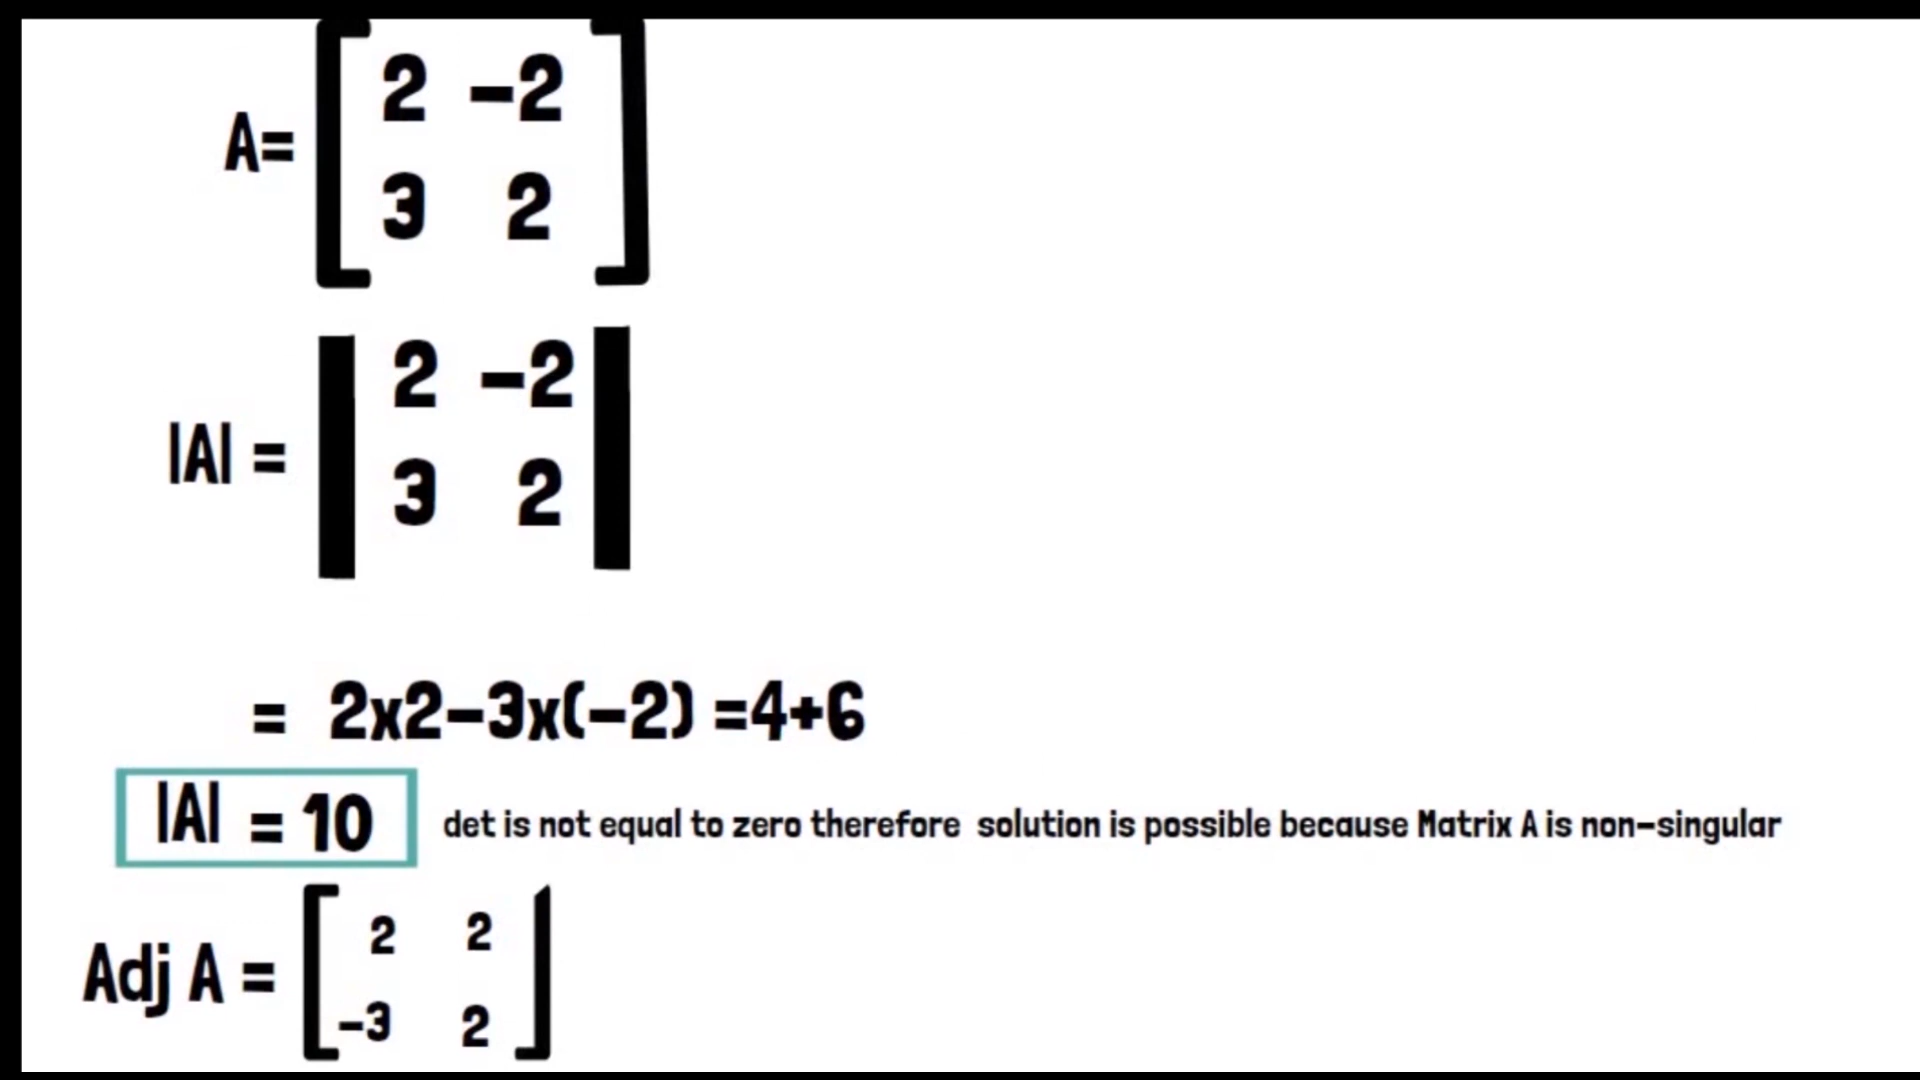 2 -2
A=
3 2
2 -2
|A| =
3 2
= 2x2-3x(-2) =4+6
|A| = 10 det is not equal to zero therefore solution is possible because Matrix A is non-singular
2 2
Adj A =
-3 2